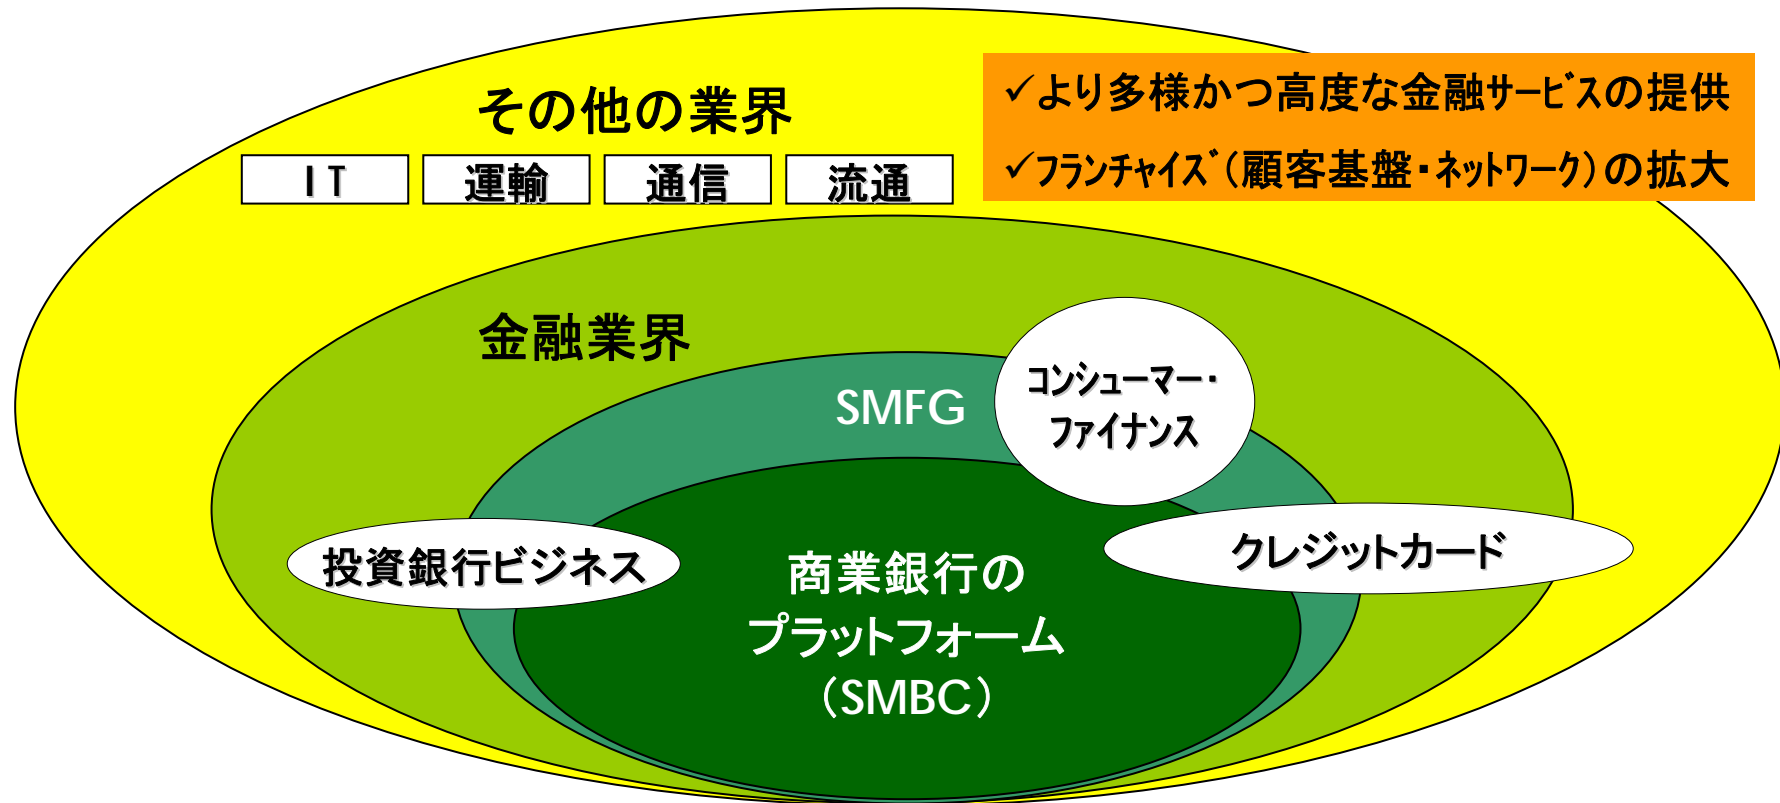 その他の業界
✓より多様かつ高度な金融サービスの提供
✓フランチャイズ(顧客基盤・ネットワーク)の拡大
IT 運輸 通信 流通
金融業界
SMFG
コンシューマー・
ファイナンス
投資銀行ビジネス
クレジットカード
商業銀行の
プラットフォーム
(SMBC)